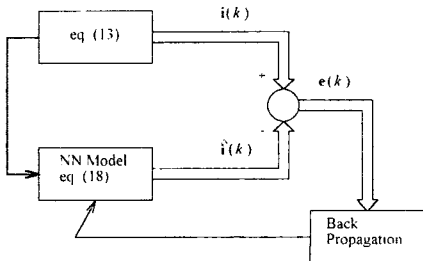 i(k)
eq (13)
+
e(k)
-
NN Model
eq (18)
î(k)
Back
Propagation